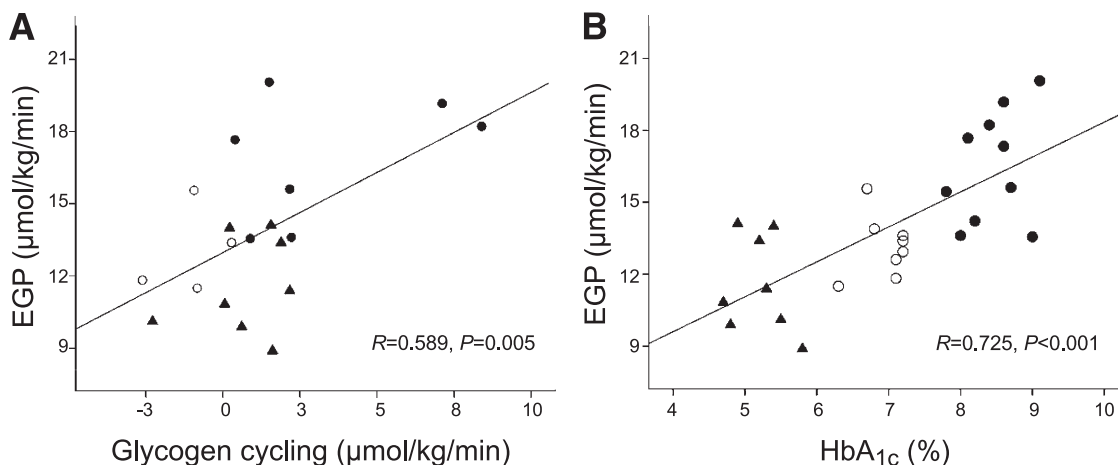 A
EGP (µmol/kg/min)
21
18
15
12
9
R=0.589, P=0.005
-3 0 3 5 8 10
Glycogen cycling (µmol/kg/min)
B
EGP (µmol/kg/min)
21
18
15
12
9
R=0.725, P<0.001
4 5 6 7 8 9 10
HbA1c (%)